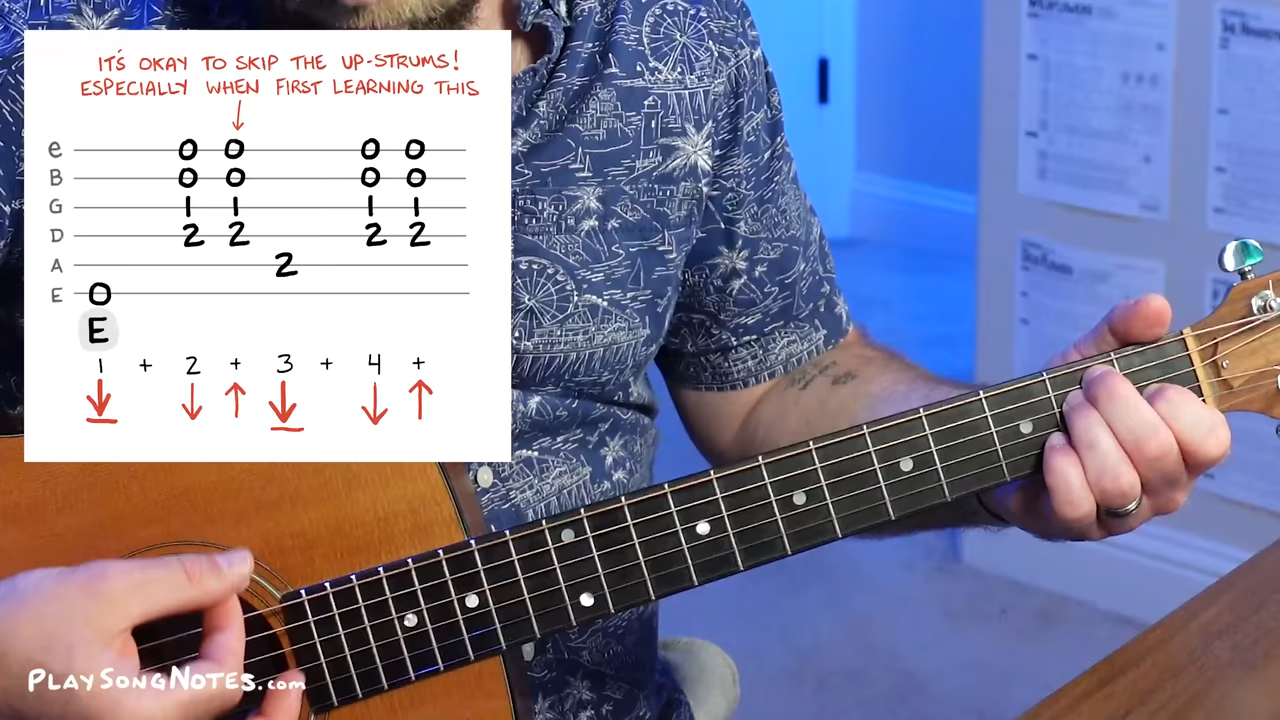 IT'S OKAY TO SKIP THE UP-STRUMS!
ESPECIALLY WHEN FIRST LEARNING THIS
e 0 0 0 0
B 0 0 0 0
G 1 1 1 1
D 2 2 2 2
A 2
E 0
E
1 + 2 + 3 + 4 +
PLAYSONGNOTES.COM